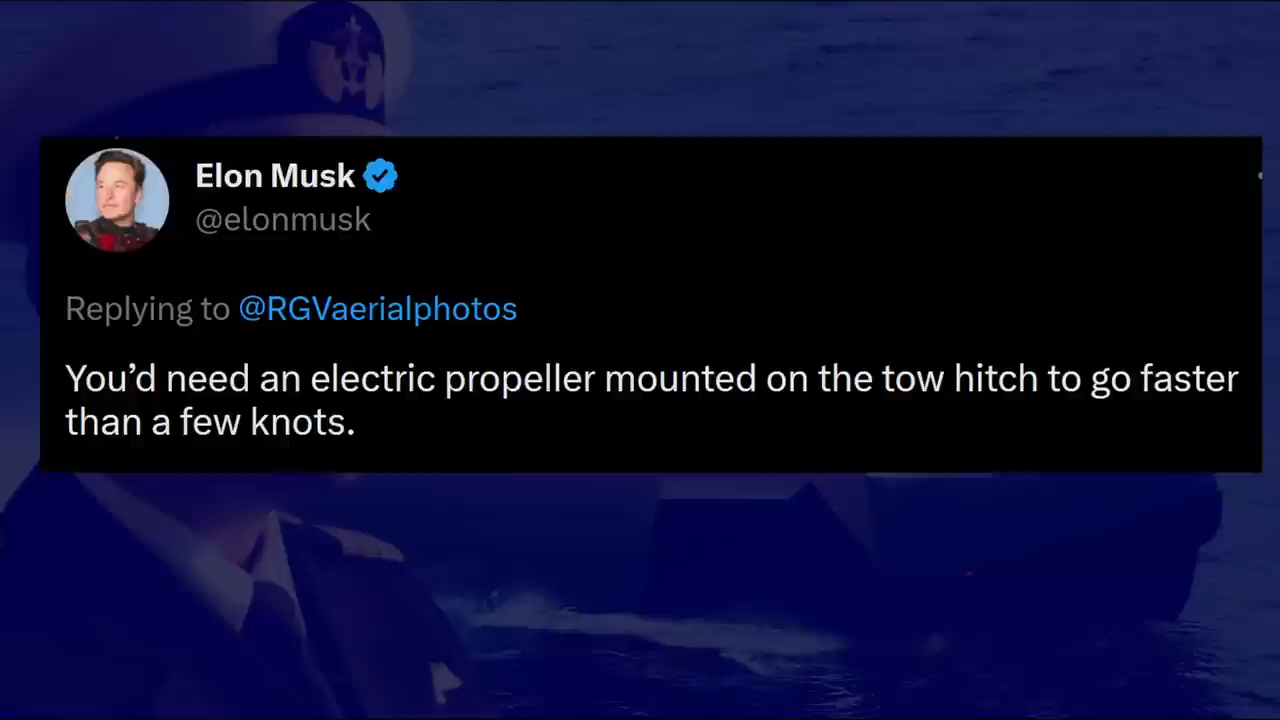 Elon Musk
@elonmusk
Replying to @RGVaerialphotos
You’d need an electric propeller mounted on the tow hitch to go faster
than a few knots.